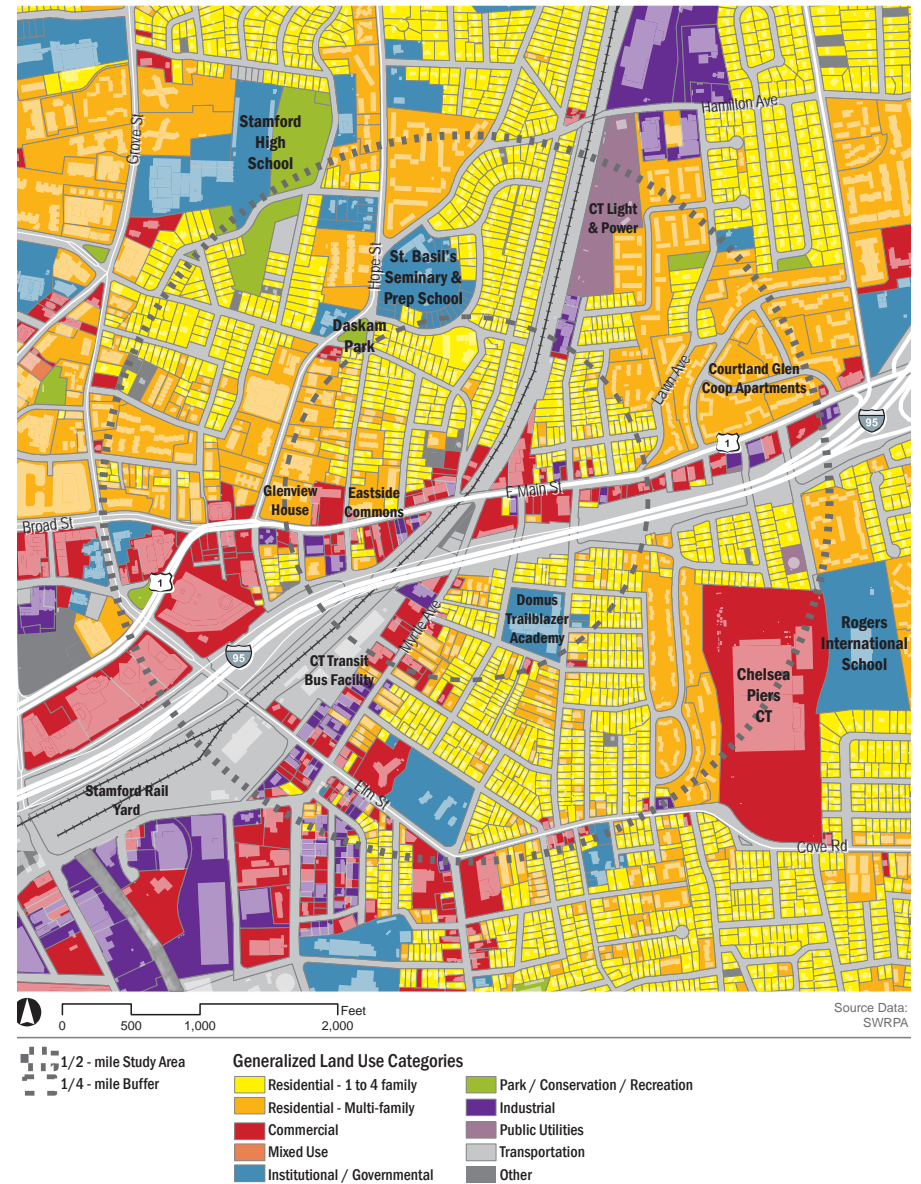 Hamilton Ave
Stamford
High
School
Grove St
CT Light
& Power
Hope St
St. Basil's
Seminary &
Prep School
Daskam
Park
Lawn Ave
Courtland Glen
Coop Apartments
95
1
Glenview
House
Eastside
Commons
E Main St
Broad St
1
Domus
Trailblazer
Academy
Myrtle Ave
Rogers
International
School
95
CT Transit
Bus Facility
Chelsea
Piers
CT
Stamford Rail
Yard
Elm St
Cove Rd
Feet
0 500 1,000 2,000
Source Data:
SWRPA
1/2 - mile Study Area
1/4 - mile Buffer
Generalized Land Use Categories
Residential - 1 to 4 family
Residential - Multi-family
Commercial
Mixed Use
Institutional / Governmental
Park / Conservation / Recreation
Industrial
Public Utilities
Transportation
Other